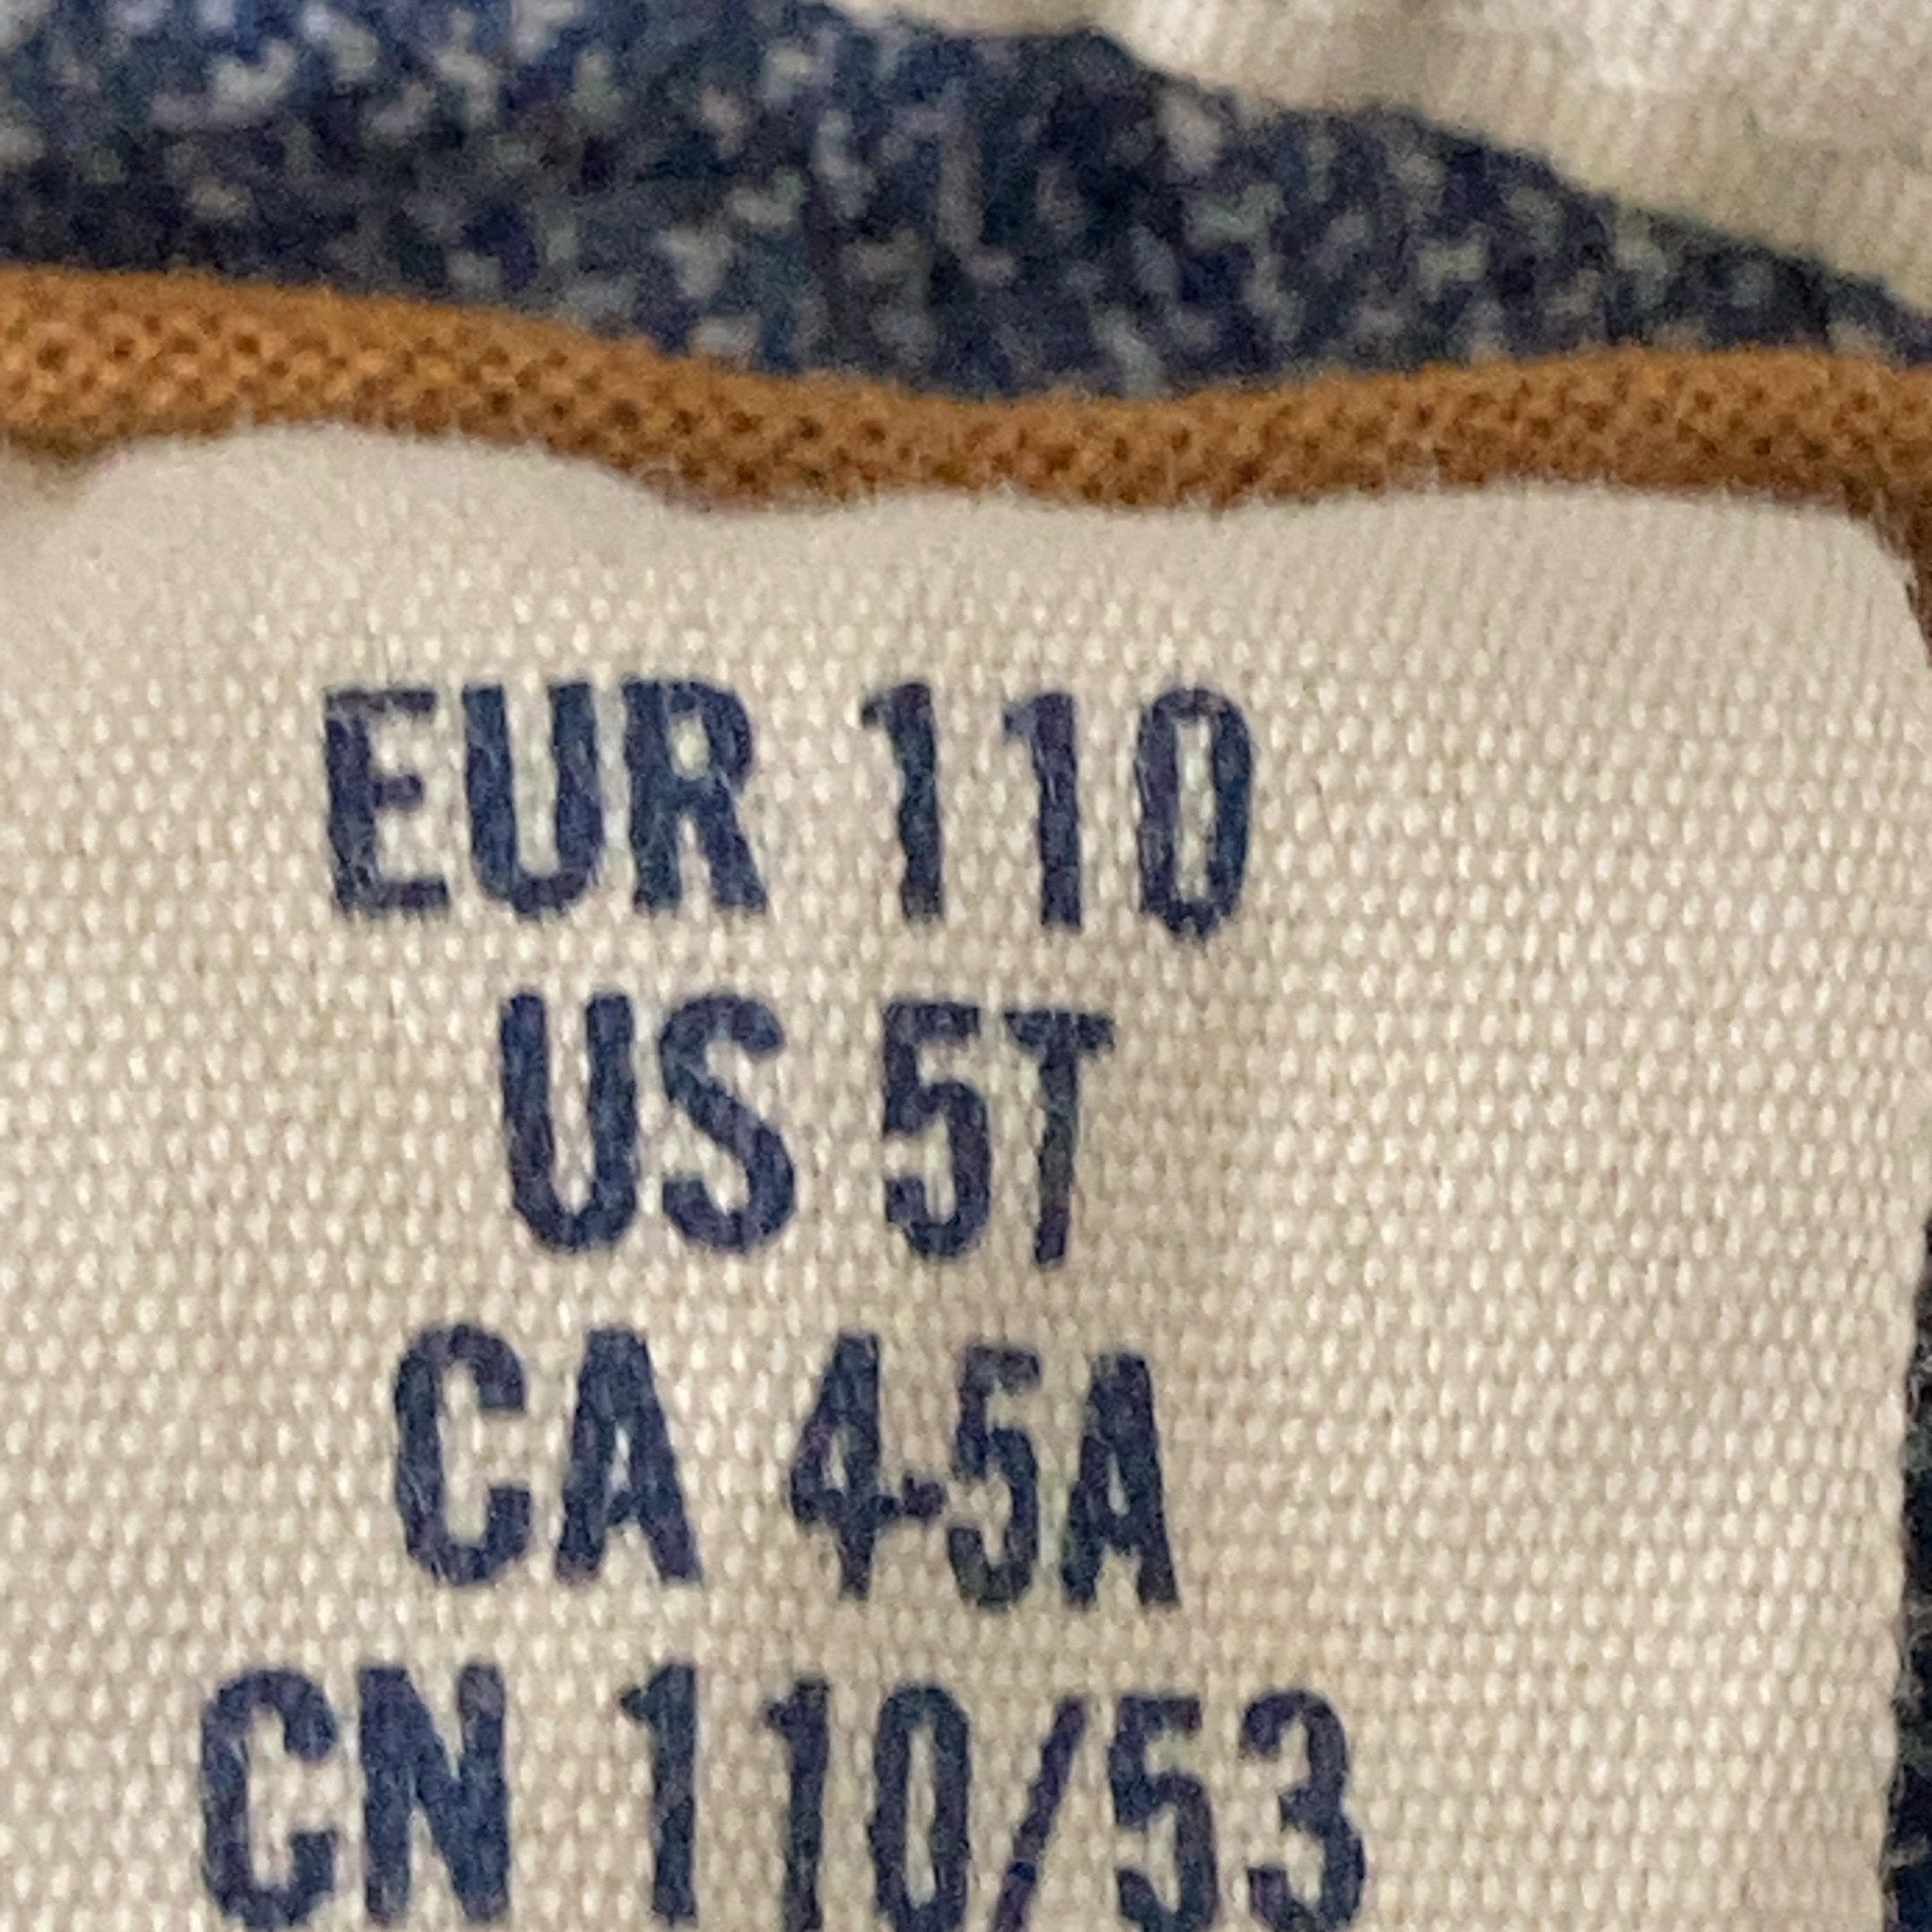 EUR 110
US 5T
CA 4-5A
CN 110/53